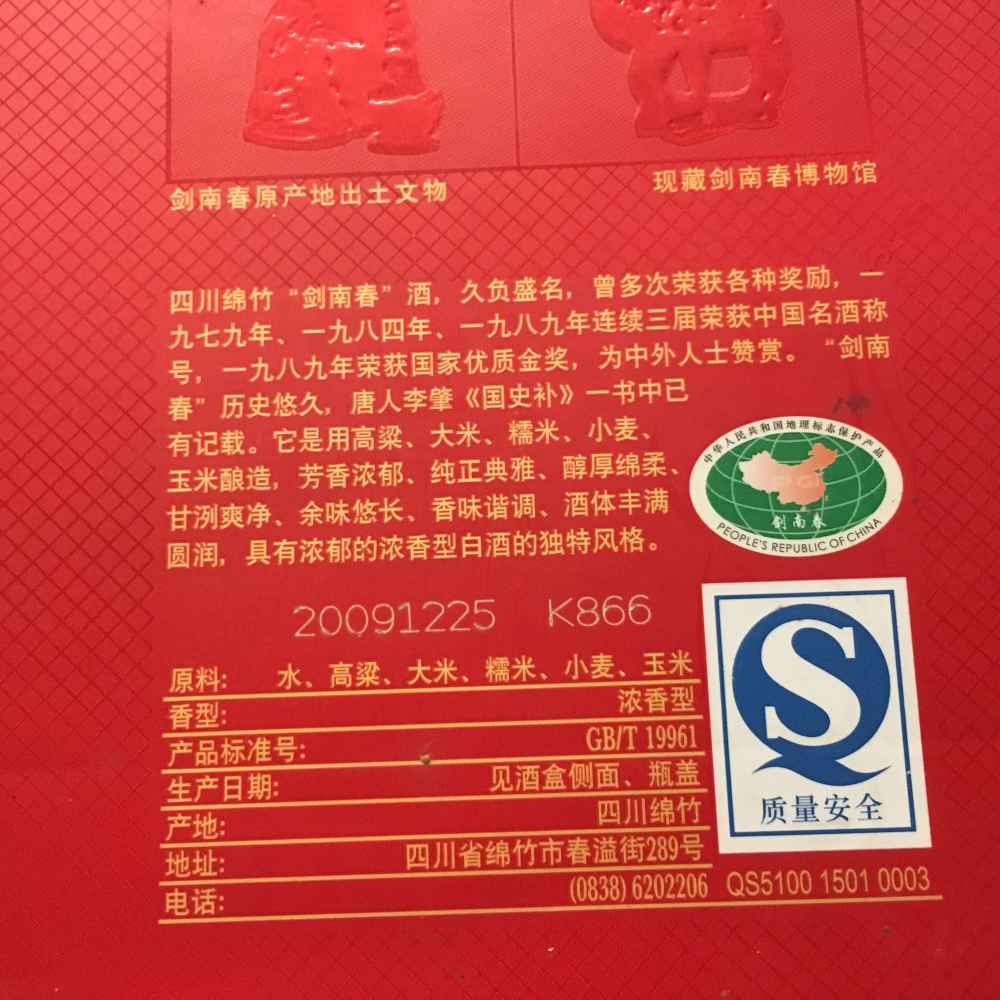 剑南春原产地出土文物
现藏剑南春博物馆
四川绵竹“剑南春”酒，久负盛名，曾多次荣获各种奖励，一
九七九年、一九八四年、一九八九年连续三届荣获中国名酒称
号，一九八九年荣获国家优质金奖，为中外人士赞赏。“剑南
春”历史悠久，唐人李肇《国史补》一书中已
有记载。它是用高粱、大米、糯米、小麦、
玉米酿造，芳香浓郁、纯正典雅、醇厚绵柔、
甘洌爽净、余味悠长、香味谐调、酒体丰满
圆润，具有浓郁的浓香型白酒的独特风格。
中华人民共和国地理标志保护产品
PGI
剑南春
PEOPLE'S REPUBLIC OF CHINA
20091225 K866
原料: 水、高粱、大米、糯米、小麦、玉米
香型: 浓香型
产品标准号: GB/T 19961
生产日期: 见酒盒侧面、瓶盖
产地: 四川绵竹
地址: 四川省绵竹市春溢街289号
电话: (0838) 6202206
QS
质量安全
QS5100 1501 0003